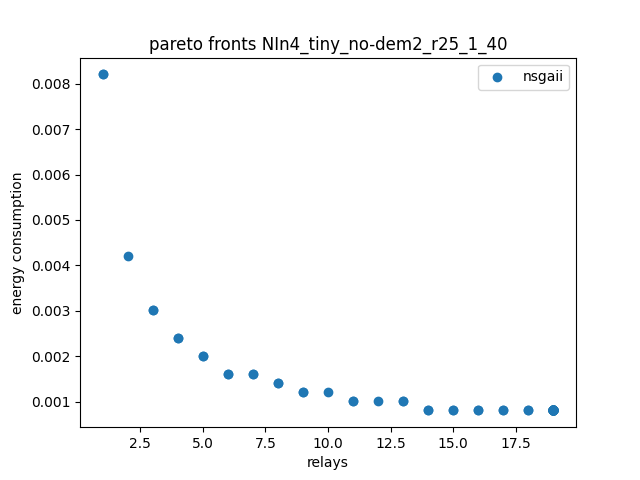 pareto fronts NIn4_tiny_no-dem2_r25_1_40
nsgaii
0.008
0.007
0.006
0.005
0.004
0.003
0.002
0.001
energy consumption
2.5 5.0 7.5 10.0 12.5 15.0 17.5
relays